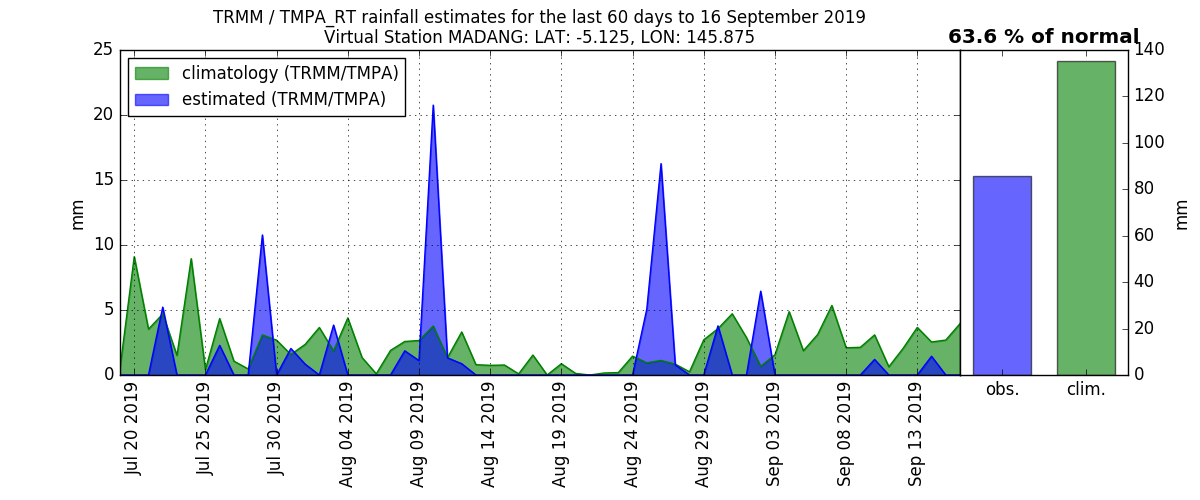 TRMM / TMPA_RT rainfall estimates for the last 60 days to 16 September 2019
Virtual Station MADANG: LAT: -5.125, LON: 145.875
63.6 % of normal
climatology (TRMM/TMPA)
estimated (TRMM/TMPA)
mm
25
20
15
10
5
0
Jul 20 2019
Jul 25 2019
Jul 30 2019
Aug 04 2019
Aug 09 2019
Aug 14 2019
Aug 19 2019
Aug 24 2019
Aug 29 2019
Sep 03 2019
Sep 08 2019
Sep 13 2019
140
120
100
80
60
40
20
0
mm
obs.
clim.